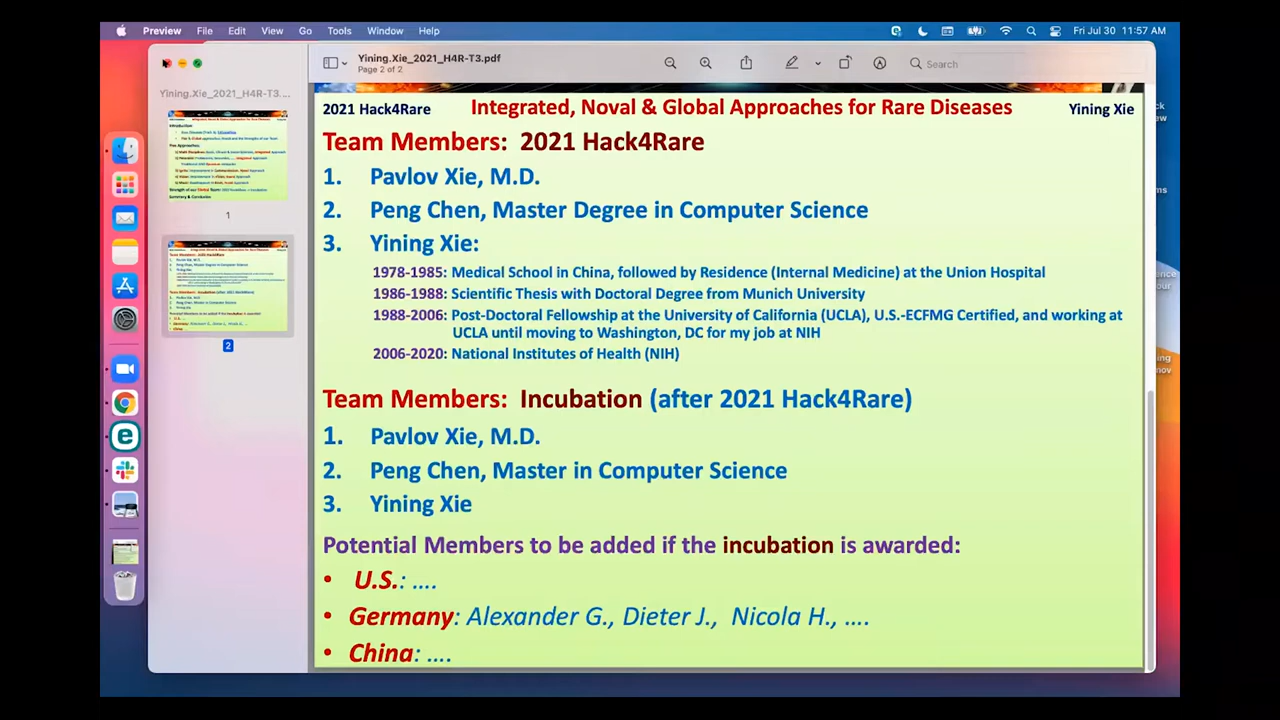 Preview File Edit View Go Tools Window Help Fri Jul 30 11:57 AM
Yining.Xie_2021_H4R-T3.pdf
Page 2 of 2
Search
Yining.Xie_2021_H4R-T3....
1
2
2021 Hack4Rare Integrated, Noval & Global Approaches for Rare Diseases Yining Xie
Team Members: 2021 Hack4Rare
1. Pavlov Xie, M.D.
2. Peng Chen, Master Degree in Computer Science
3. Yining Xie:
1978-1985: Medical School in China, followed by Residence (Internal Medicine) at the Union Hospital
1986-1988: Scientific Thesis with Doctoral Degree from Munich University
1988-2006: Post-Doctoral Fellowship at the University of California (UCLA), U.S.-ECFMG Certified, and working at
UCLA until moving to Washington, DC for my job at NIH
2006-2020: National Institutes of Health (NIH)
Team Members: Incubation (after 2021 Hack4Rare)
1. Pavlov Xie, M.D.
2. Peng Chen, Master in Computer Science
3. Yining Xie
Potential Members to be added if the incubation is awarded:
• U.S.: ....
• Germany: Alexander G., Dieter J., Nicola H., ....
• China: ....